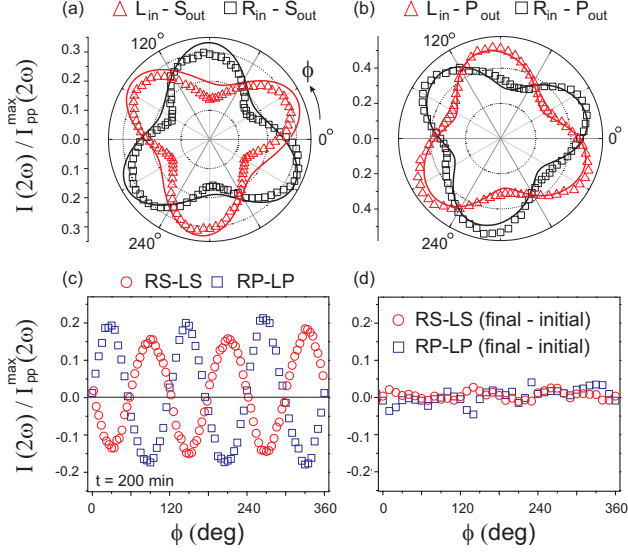 (a) △ L_in - S_out □ R_in - S_out
(b) △ L_in - P_out □ R_in - P_out
I (2ω) / I_pp^max (2ω)
0.3
0.2
0.1
0.0
0.1
0.2
0.3
120°
ϕ
0°
240°
0.4
0.2
0.0
0.2
0.4
120°
0°
240°
(c) ○ RS-LS □ RP-LP
(d)
I (2ω) / I_pp^max (2ω)
0.2
0.1
0.0
-0.1
-0.2
t = 200 min
0 120 240 360
ϕ (deg)
○ RS-LS (final - initial)
□ RP-LP (final - initial)
0.2
0.1
0.0
-0.1
-0.2
0 120 240 360
ϕ (deg)